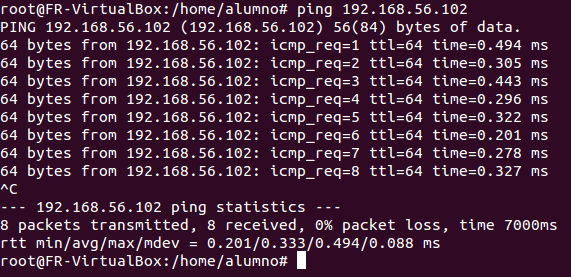 root@FR-VirtualBox:/home/alumno# ping 192.168.56.102
PING 192.168.56.102 (192.168.56.102) 56(84) bytes of data.
64 bytes from 192.168.56.102: icmp_req=1 ttl=64 time=0.494 ms
64 bytes from 192.168.56.102: icmp_req=2 ttl=64 time=0.305 ms
64 bytes from 192.168.56.102: icmp_req=3 ttl=64 time=0.443 ms
64 bytes from 192.168.56.102: icmp_req=4 ttl=64 time=0.296 ms
64 bytes from 192.168.56.102: icmp_req=5 ttl=64 time=0.322 ms
64 bytes from 192.168.56.102: icmp_req=6 ttl=64 time=0.201 ms
64 bytes from 192.168.56.102: icmp_req=7 ttl=64 time=0.278 ms
64 bytes from 192.168.56.102: icmp_req=8 ttl=64 time=0.327 ms
^C
--- 192.168.56.102 ping statistics ---
8 packets transmitted, 8 received, 0% packet loss, time 7000ms
rtt min/avg/max/mdev = 0.201/0.333/0.494/0.088 ms
root@FR-VirtualBox:/home/alumno#